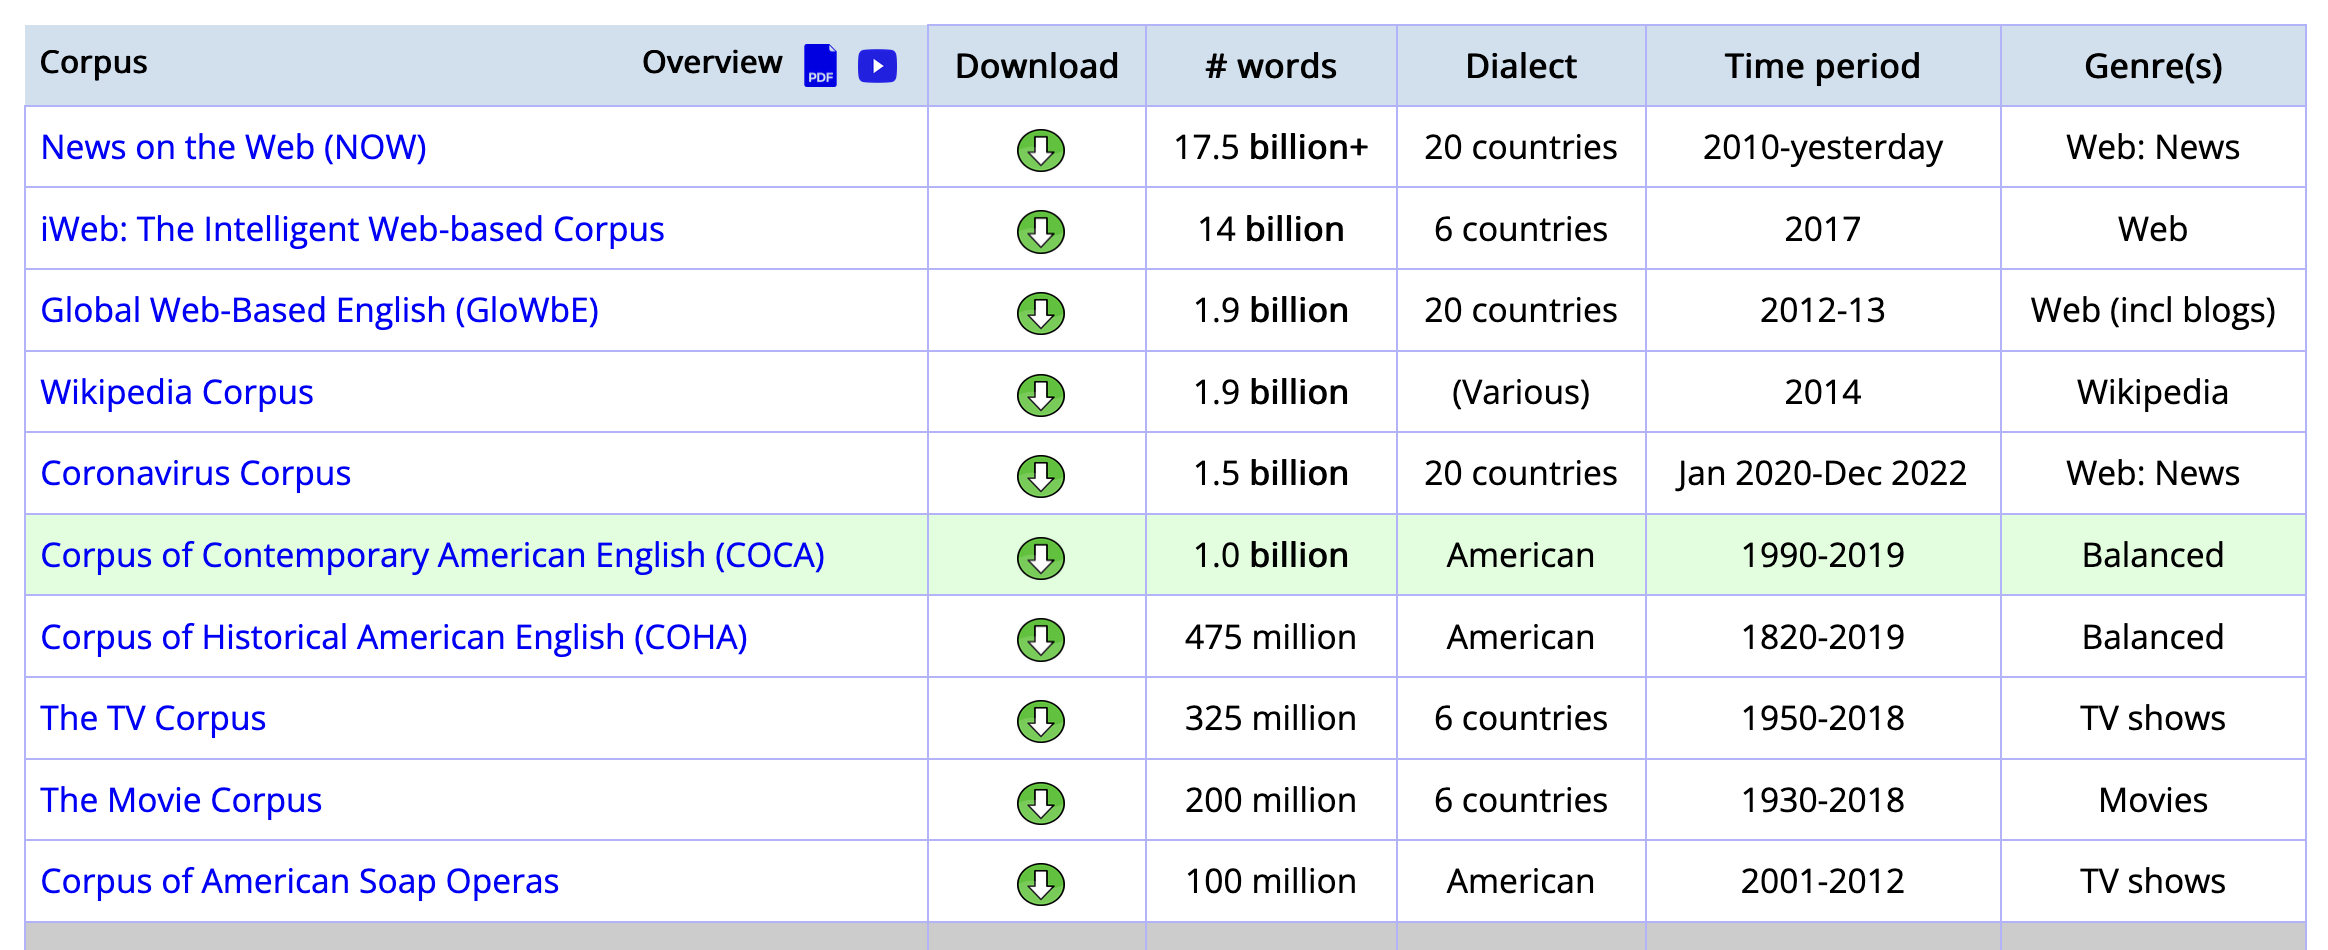 Corpus Overview PDF Download # words Dialect Time period Genre(s)
News on the Web (NOW) 17.5 billion+ 20 countries 2010-yesterday Web: News
iWeb: The Intelligent Web-based Corpus 14 billion 6 countries 2017 Web
Global Web-Based English (GloWbE) 1.9 billion 20 countries 2012-13 Web (incl blogs)
Wikipedia Corpus 1.9 billion (Various) 2014 Wikipedia
Coronavirus Corpus 1.5 billion 20 countries Jan 2020-Dec 2022 Web: News
Corpus of Contemporary American English (COCA) 1.0 billion American 1990-2019 Balanced
Corpus of Historical American English (COHA) 475 million American 1820-2019 Balanced
The TV Corpus 325 million 6 countries 1950-2018 TV shows
The Movie Corpus 200 million 6 countries 1930-2018 Movies
Corpus of American Soap Operas 100 million American 2001-2012 TV shows